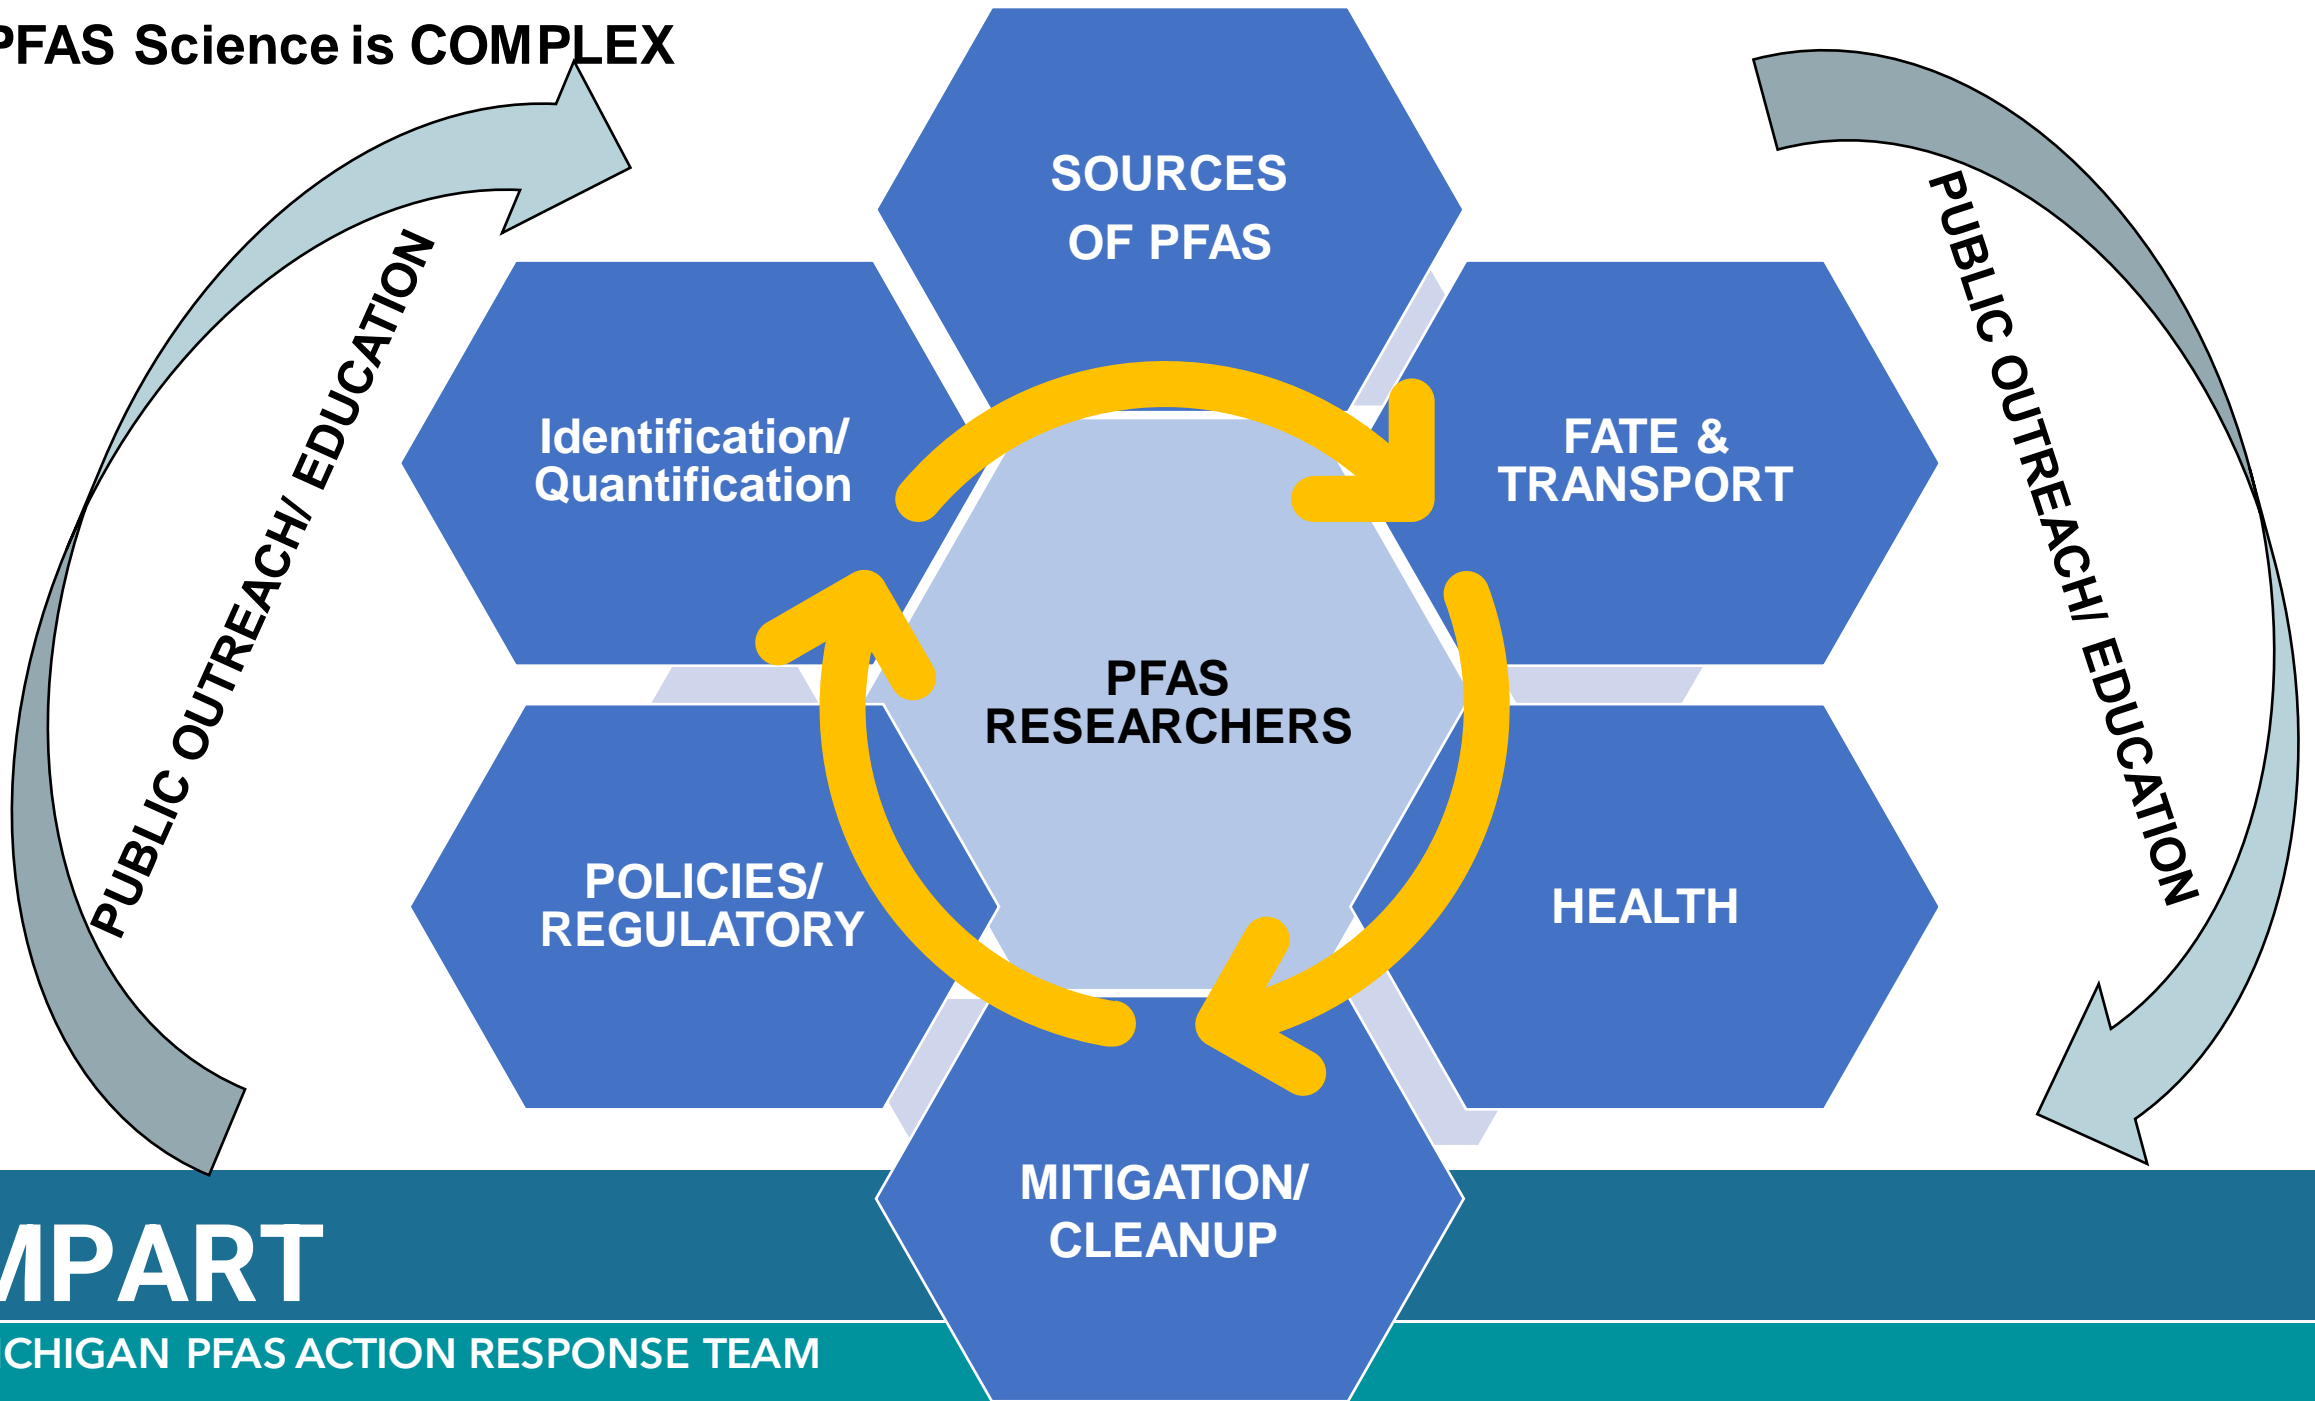 PFAS Science is COMPLEX
SOURCES
OF PFAS
Identification/
Quantification
FATE &
TRANSPORT
PUBLIC OUTREACH/ EDUCATION
PUBLIC OUTREACH/ EDUCATION
PFAS
RESEARCHERS
POLICIES/
REGULATORY
HEALTH
MITIGATION/
CLEANUP
MPART
ICHIGAN PFAS ACTION RESPONSE TEAM